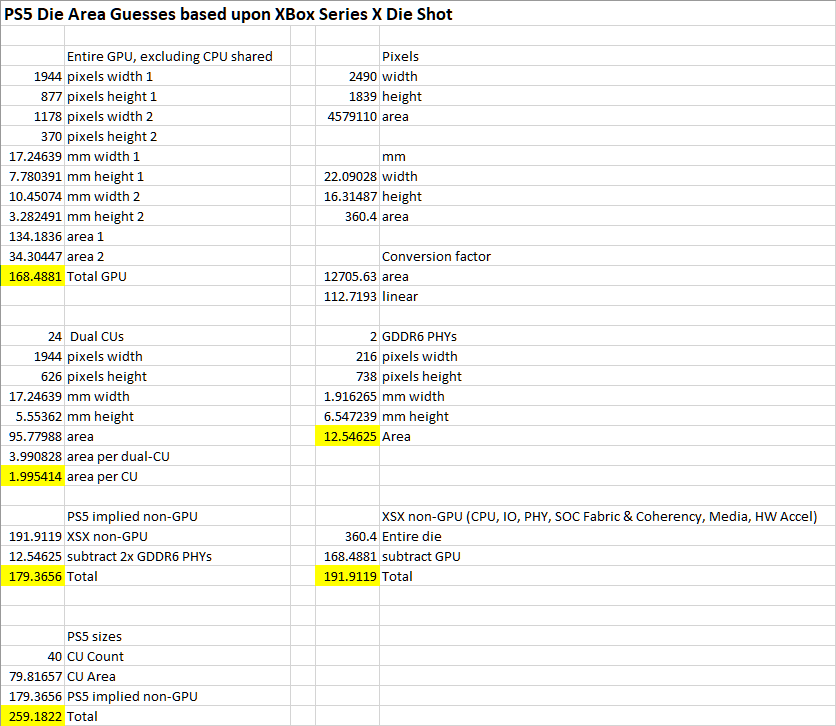 PS5 Die Area Guesses based upon XBox Series X Die Shot
Entire GPU, excluding CPU shared Pixels
1944 pixels width 1 2490 width
877 pixels height 1 1839 height
1178 pixels width 2 4579110 area
370 pixels height 2
17.24639 mm width 1 mm
7.780391 mm height 1 22.09028 width
10.45074 mm width 2 16.31487 height
3.282491 mm height 2 360.4 area
134.1836 area 1
34.30447 area 2 Conversion factor
168.4881 Total GPU 12705.63 area
112.7193 linear
24 Dual CUs 2 GDDR6 PHYs
1944 pixels width 216 pixels width
626 pixels height 738 pixels height
17.24639 mm width 1.916265 mm width
5.55362 mm height 6.547239 mm height
95.77988 area 12.54625 Area
3.990828 area per dual-CU
1.995414 area per CU
PS5 implied non-GPU XSX non-GPU (CPU, IO, PHY, SOC Fabric & Coherency, Media, HW Accel)
191.9119 XSX non-GPU 360.4 Entire die
12.54625 subtract 2x GDDR6 PHYs 168.4881 subtract GPU
179.3656 Total 191.9119 Total
PS5 sizes
40 CU Count
79.81657 CU Area
179.3656 PS5 implied non-GPU
259.1822 Total